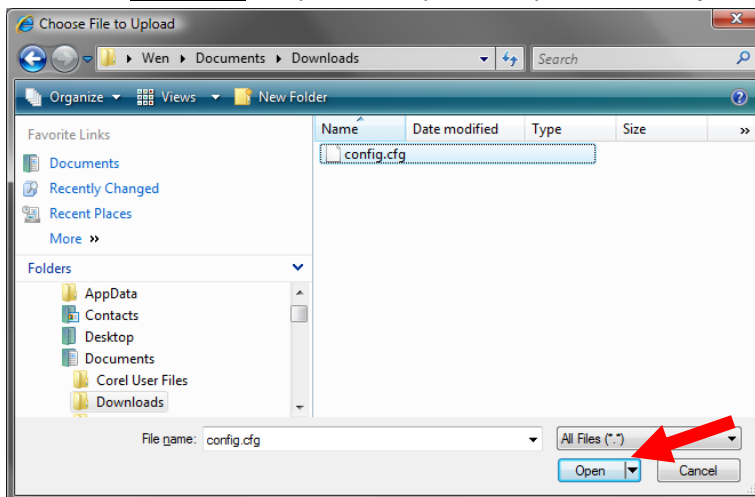 Choose File to Upload
Wen Documents Downloads Search
Organize Views New Folder
Favorite Links
Documents
Recently Changed
Recent Places
More »
Folders
AppData
Contacts
Desktop
Documents
Corel User Files
Downloads
Name Date modified Type Size »
config.cfg
File name: config.cfg All Files (*.*)
Open Cancel